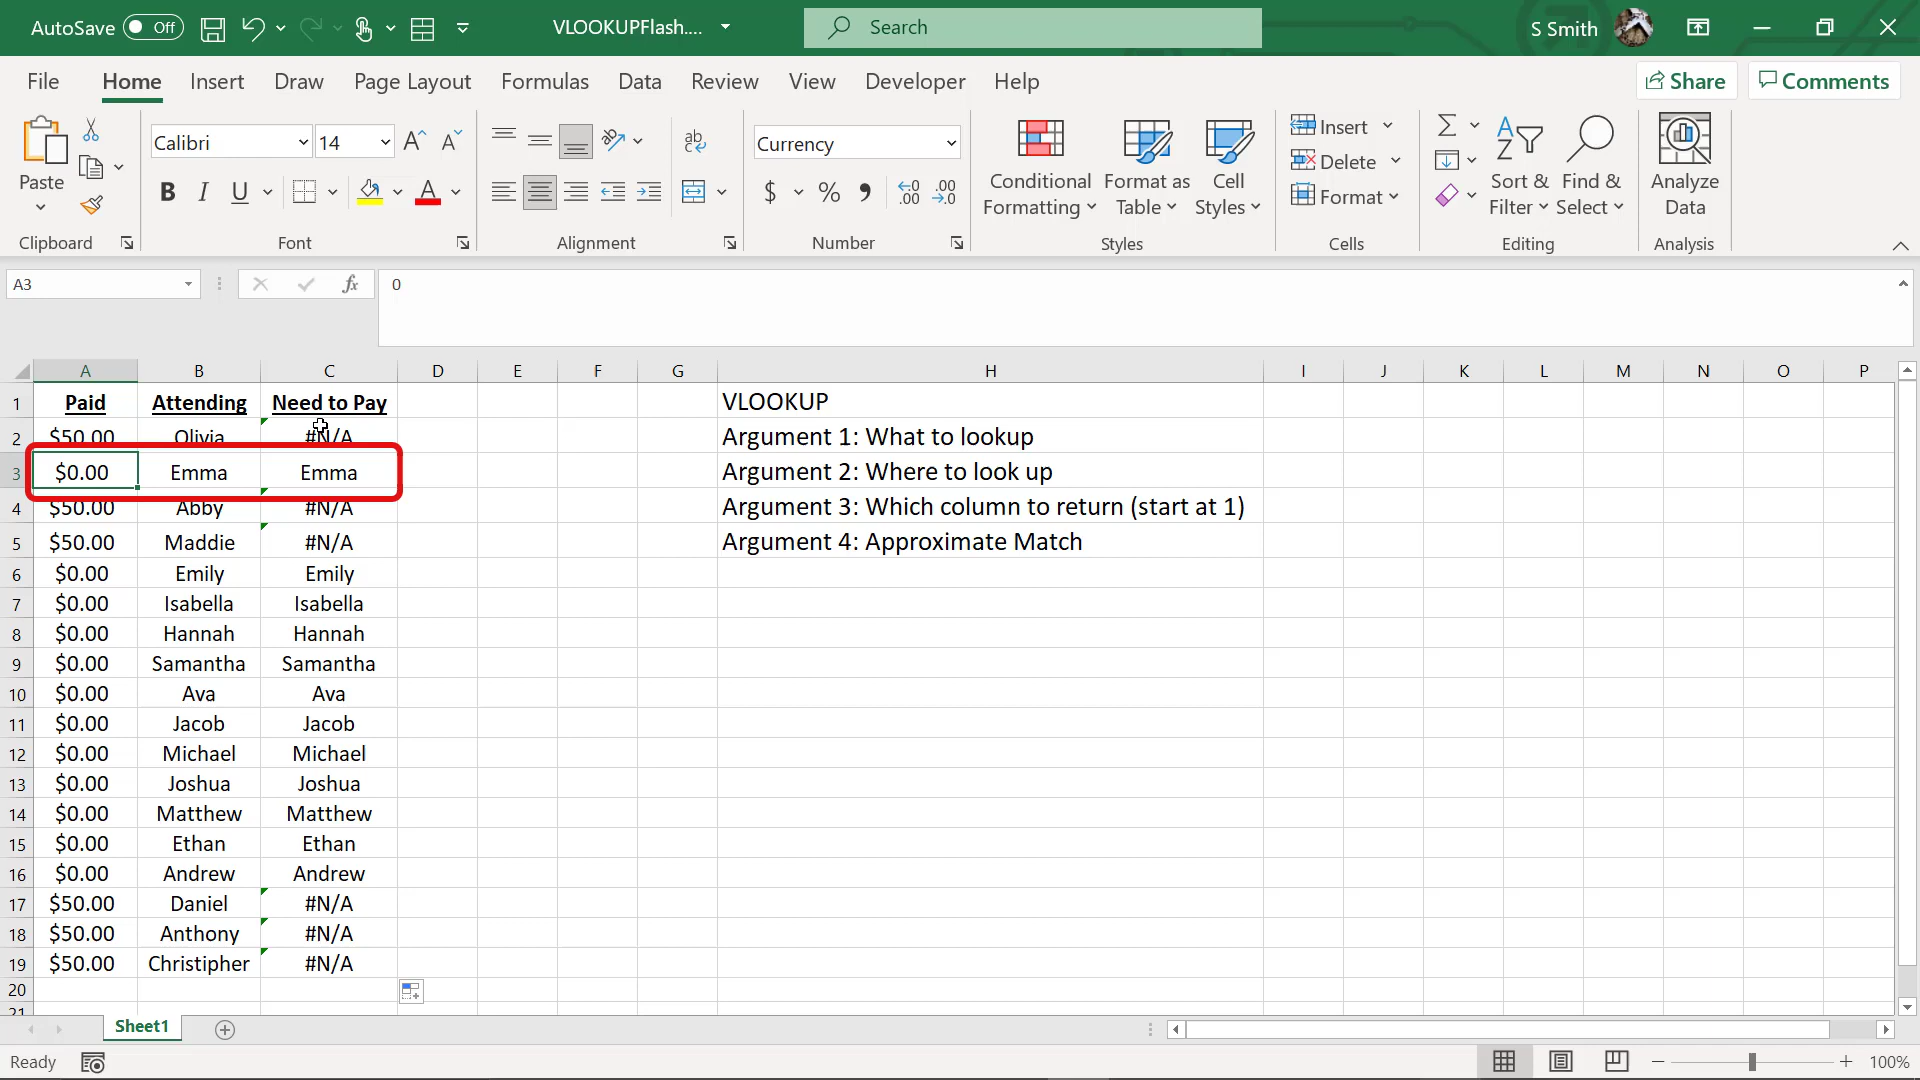 AutoSave Off VLOOKUPFlash.... Search S Smith
File Home Insert Draw Page Layout Formulas Data Review View Developer Help Share Comments
Paste
Clipboard
Calibri 14
B I U A
Font
ab
Alignment
Currency
$ % 9 .00 .00
Number
Conditional Formatting
Format as Table
Cell Styles
Styles
Insert
Delete
Format
Cells
Sort & Filter
Find & Select
Editing
Analyze Data
Analysis
A3 fx 0
A B C D E F G H I J K L M N O P
1 Paid Attending Need to Pay VLOOKUP
2 $50.00 Olivia #N/A Argument 1: What to lookup
3 $0.00 Emma Emma Argument 2: Where to look up
4 $50.00 Abby #N/A Argument 3: Which column to return (start at 1)
5 $50.00 Maddie #N/A Argument 4: Approximate Match
6 $0.00 Emily Emily
7 $0.00 Isabella Isabella
8 $0.00 Hannah Hannah
9 $0.00 Samantha Samantha
10 $0.00 Ava Ava
11 $0.00 Jacob Jacob
12 $0.00 Michael Michael
13 $0.00 Joshua Joshua
14 $0.00 Matthew Matthew
15 $0.00 Ethan Ethan
16 $0.00 Andrew Andrew
17 $50.00 Daniel #N/A
18 $50.00 Anthony #N/A
19 $50.00 Christipher #N/A
20
21
Sheet1
Ready 100%